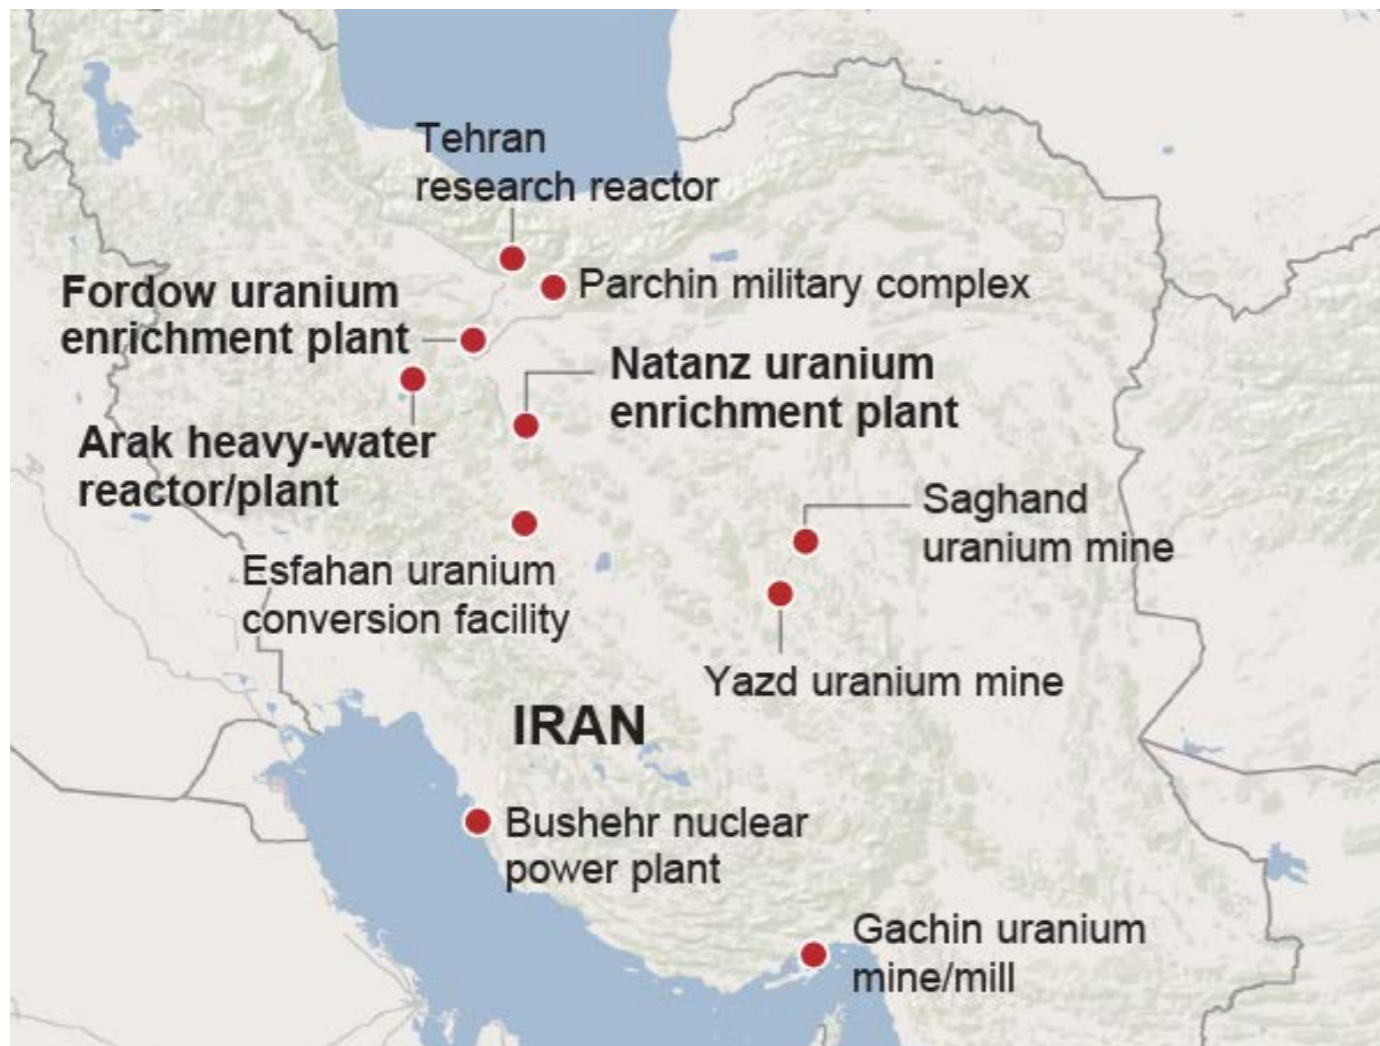 Tehran
research reactor
Parchin military complex
Fordow uranium
enrichment plant
Natanz uranium
enrichment plant
Arak heavy-water
reactor/plant
Saghand
uranium mine
Esfahan uranium
conversion facility
Yazd uranium mine
IRAN
Bushehr nuclear
power plant
Gachin uranium
mine/mill